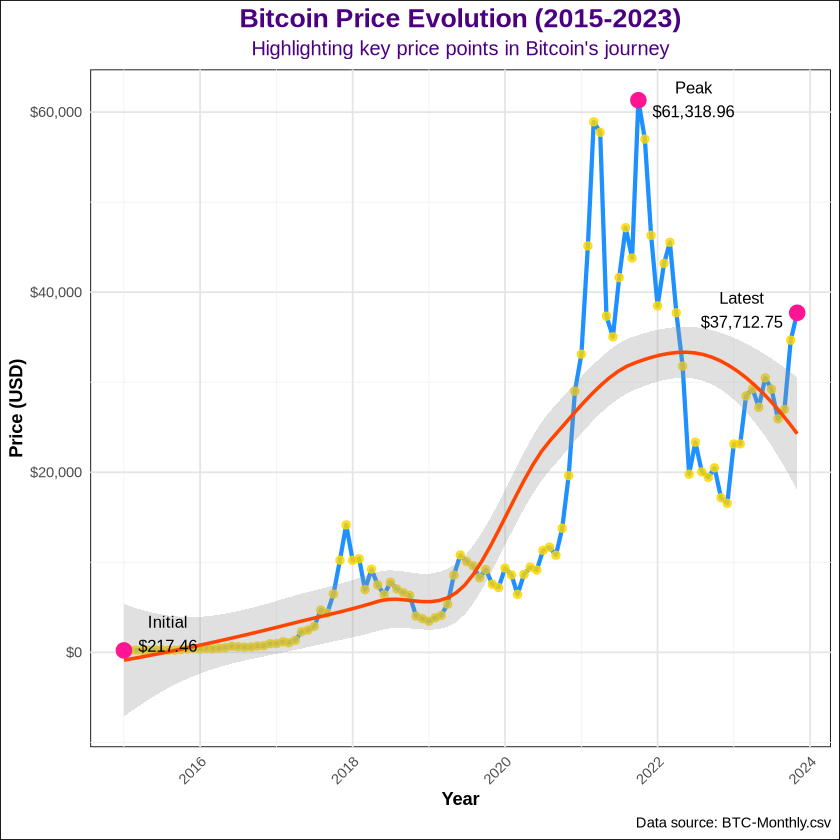 Bitcoin Price Evolution (2015-2023)
Highlighting key price points in Bitcoin's journey
Peak
$61,318.96
Latest
$37,712.75
Initial
$217.46
$60,000
$40,000
$20,000
$0
Price (USD)
2016
2018
2020
2022
2024
Year
Data source: BTC-Monthly.csv